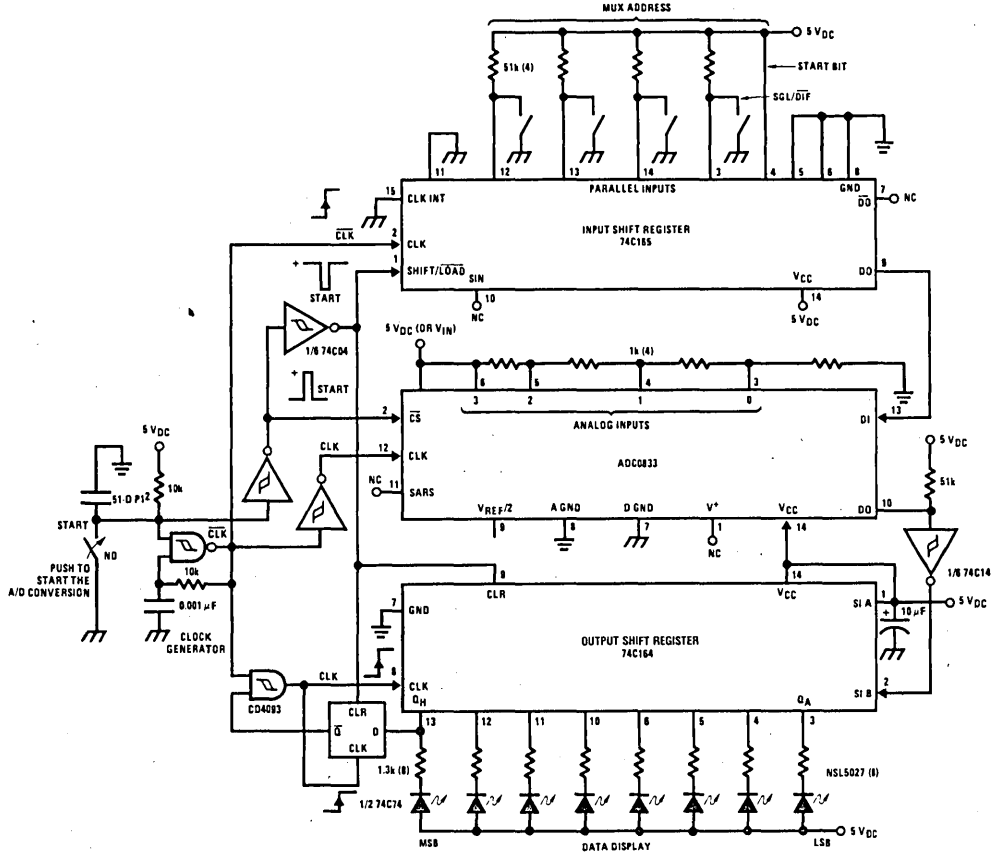 MUX ADDRESS
5 VDC
51k (4)
START BIT
SGL/DIF
11
12
13
14
3
4
5
6
8
PARALLEL INPUTS
GND
15
CLK INT
7
DO
NC
INPUT SHIFT REGISTER
74C165
CLK
2
CLK
1
SHIFT/LOAD
+
START
SIN
VCC
DO
9
10
NC
14
5 VDC
1/6 74C04
+
START
5 VDC (OR VIN)
1k (4)
6
5
4
3
3
2
1
0
ANALOG INPUTS
2
CS
DI
13
CLK
12
CLK
ADC0833
NC
11
SARS
VREF/2
A GND
D GND
V+
VCC
DO
10
9
8
7
1
NC
14
5 VDC
51k
1/6 74C14
5 VDC
10k
START
NO
PUSH TO
START THE
A/D CONVERSION
CLK
10k
0.001 µF
CLOCK
GENERATOR
9
CLR
14
VCC
7
GND
SI A
1
5 VDC
+
10 µF
OUTPUT SHIFT REGISTER
74C164
CLK
8
CLK
SI B
2
CD4093
QH
QA
CLR
Q
D
CLK
13
12
11
10
6
5
4
3
1.3k (8)
NSL5027 (8)
1/2 74C74
MSB
DATA DISPLAY
LSB
5 VDC